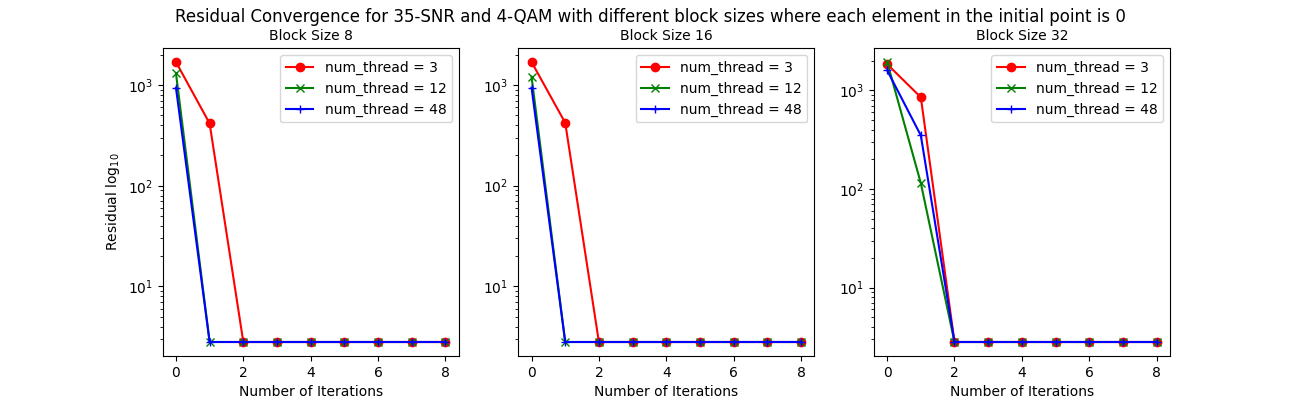 Residual Convergence for 35-SNR and 4-QAM with different block sizes where each element in the initial point is 0
Block Size 8
Residual log₁₀
10³
10²
10¹
num_thread = 3
num_thread = 12
num_thread = 48
0 2 4 6 8
Number of Iterations
Block Size 16
10³
10²
10¹
num_thread = 3
num_thread = 12
num_thread = 48
0 2 4 6 8
Number of Iterations
Block Size 32
10³
10²
10¹
num_thread = 3
num_thread = 12
num_thread = 48
0 2 4 6 8
Number of Iterations